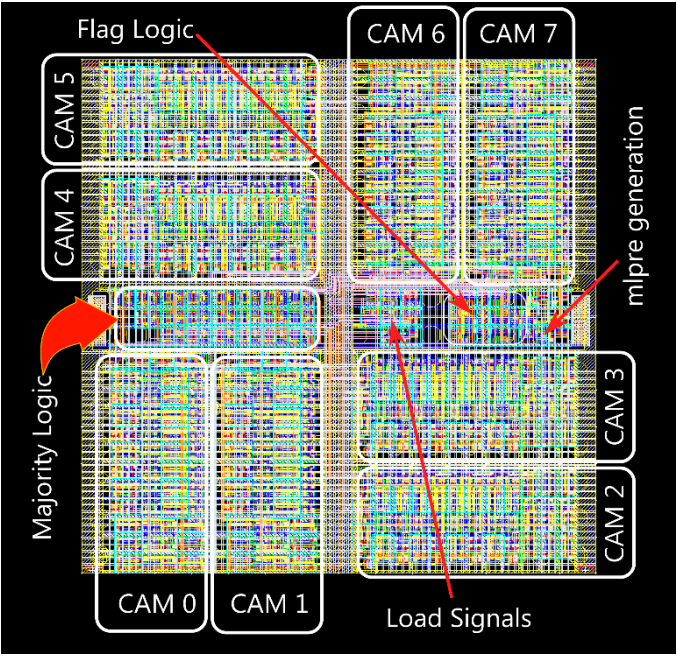 Flag Logic
CAM 6
CAM 7
CAM 5
CAM 4
mlpre generation
Majority Logic
CAM 3
CAM 2
CAM 0
CAM 1
Load Signals